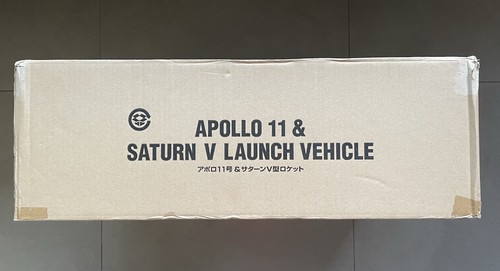 APOLLO 11 &
SATURN V LAUNCH VEHICLE
アポロ11号&サターンV型ロケット